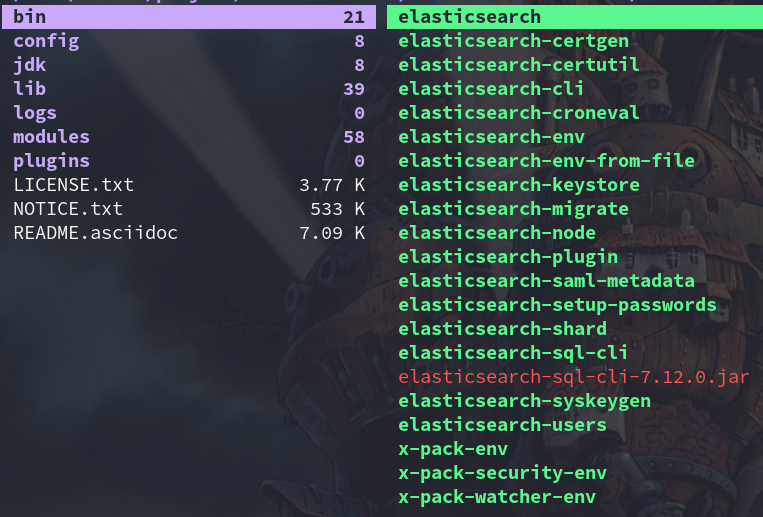 bin 21
config 8
jdk 8
lib 39
logs 0
modules 58
plugins 0
LICENSE.txt 3.77 K
NOTICE.txt 533 K
README.asciidoc 7.09 K
elasticsearch
elasticsearch-certgen
elasticsearch-certutil
elasticsearch-cli
elasticsearch-croneval
elasticsearch-env
elasticsearch-env-from-file
elasticsearch-keystore
elasticsearch-migrate
elasticsearch-node
elasticsearch-plugin
elasticsearch-saml-metadata
elasticsearch-setup-passwords
elasticsearch-shard
elasticsearch-sql-cli
elasticsearch-sql-cli-7.12.0.jar
elasticsearch-syskeygen
elasticsearch-users
x-pack-env
x-pack-security-env
x-pack-watcher-env